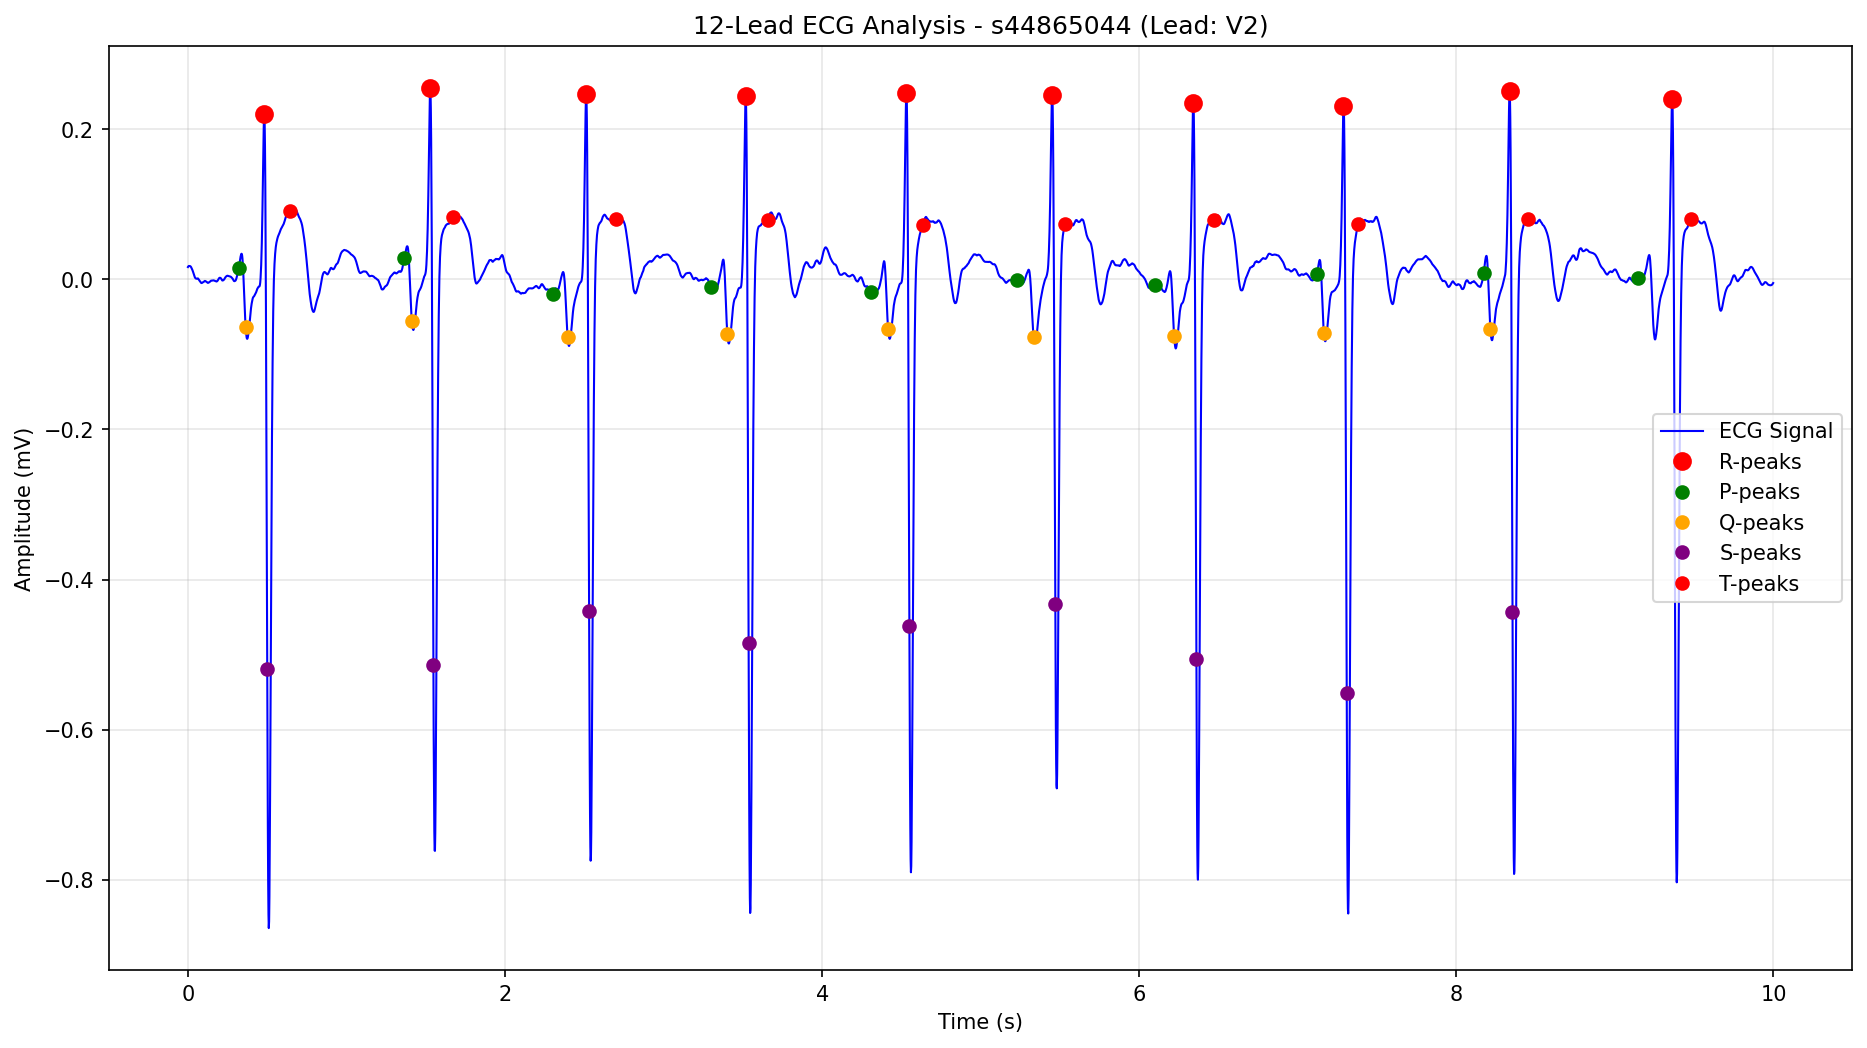 12-Lead ECG Analysis - s44865044 (Lead: V2)
Amplitude (mV)
0.2
0.0
−0.2
−0.4
−0.6
−0.8
ECG Signal
R-peaks
P-peaks
Q-peaks
S-peaks
T-peaks
0 2 4 6 8 10
Time (s)